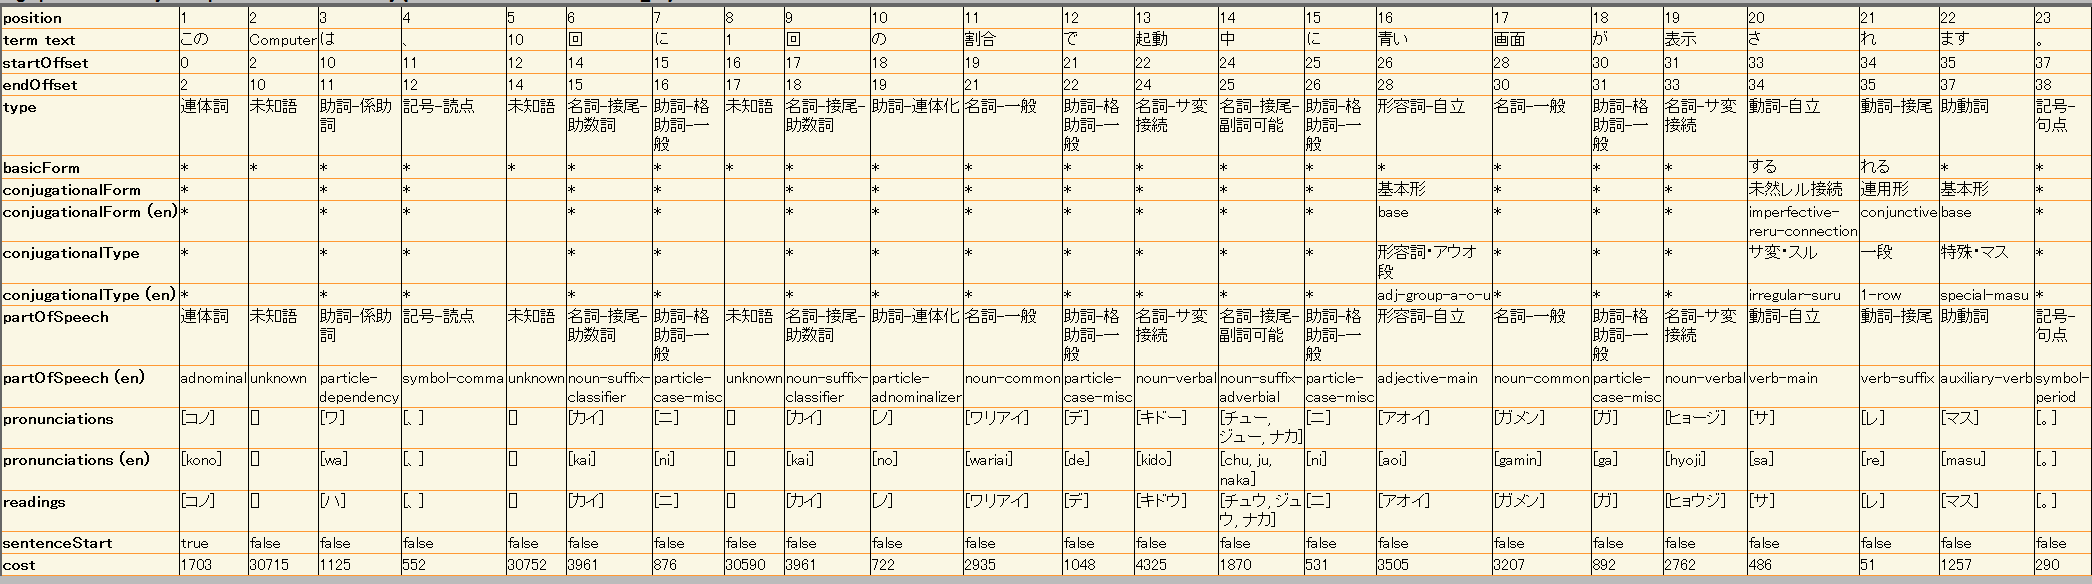 position 1 2 3 4 5 6 7 8 9 10 11 12 13 14 15 16 17 18 19 20 21 22 23
term text この Computer は 、 10 回 に 1 回 の 割合 で 起動 中 に 青い 画面 が 表示 さ れ ます 。
startOffset 0 2 10 11 12 14 15 16 17 18 19 21 22 24 25 26 28 30 31 33 34 35 37
endOffset 2 10 11 12 14 15 16 17 18 19 21 22 24 25 26 28 30 31 33 34 35 37 38
type 連体詞 未知語 助詞-係助詞 記号-読点 未知語 名詞-接尾-助数詞 助詞-格助詞-一般 未知語 名詞-接尾-助数詞 助詞-連体化 名詞-一般 助詞-格助詞-一般 名詞-サ変接続 名詞-接尾-副詞可能 助詞-格助詞-一般 形容詞-自立 名詞-一般 助詞-格助詞-一般 名詞-サ変接続 動詞-自立 動詞-接尾 助動詞 記号-句点
basicForm * * * * * * * * * * * * * * * * * * * する れる * *
conjugationalForm * * * * * * * * * * * * 基本形 * * * 未然レル接続 連用形 基本形 *
conjugationalForm (en) * * * * * * * * * * * * base * * * imperfective-reru-connection conjunctive base *
conjugationalType * * * * * * * * * * * * 形容詞・アウオ段 * * * サ変・スル 一段 特殊・マス *
conjugationalType (en) * * * * * * * * * * * * adj-group-a-o-u * * * irregular-suru 1-row special-masu *
partOfSpeech 連体詞 未知語 助詞-係助詞 記号-読点 未知語 名詞-接尾-助数詞 助詞-格助詞-一般 未知語 名詞-接尾-助数詞 助詞-連体化 名詞-一般 助詞-格助詞-一般 名詞-サ変接続 名詞-接尾-副詞可能 助詞-格助詞-一般 形容詞-自立 名詞-一般 助詞-格助詞-一般 名詞-サ変接続 動詞-自立 動詞-接尾 助動詞 記号-句点
partOfSpeech (en) adnominal unknown particle-dependency symbol-comma unknown noun-suffix-classifier particle-case-misc unknown noun-suffix-classifier particle-adnominalizer noun-common particle-case-misc noun-verbal noun-suffix-adverbial particle-case-misc adjective-main noun-common particle-case-misc noun-verbal verb-main verb-suffix auxiliary-verb symbol-period
pronunciations [コノ] [] [ワ] [、] [] [カイ] [ニ] [] [カイ] [ノ] [ワリアイ] [デ] [キドー] [チュー, ジュー, ナカ] [ニ] [アオイ] [ガメン] [ガ] [ヒョージ] [サ] [レ] [マス] [。]
pronunciations (en) [kono] [] [wa] [、] [] [kai] [ni] [] [kai] [no] [wariai] [de] [kido] [chu, ju, naka] [ni] [aoi] [gamin] [ga] [hyoji] [sa] [re] [masu] [。]
readings [コノ] [] [ハ] [、] [] [カイ] [ニ] [] [カイ] [ノ] [ワリアイ] [デ] [キドウ] [チュウ, ジュウ, ナカ] [ニ] [アオイ] [ガメン] [ガ] [ヒョウジ] [サ] [レ] [マス] [。]
sentenceStart true false false false false false false false false false false false false false false false false false false false false false false
cost 1703 30715 1125 552 30752 3961 876 30590 3961 722 2935 1048 4325 1870 531 3505 3207 892 2762 486 51 1257 290